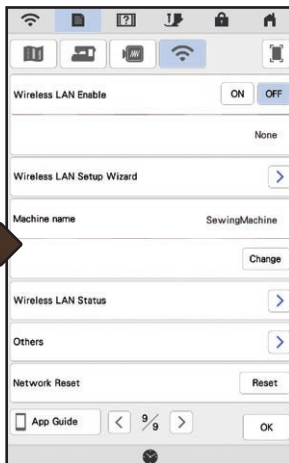 Wireless LAN Enable ON OFF
None
Wireless LAN Setup Wizard
Machine name SewingMachine
Change
Wireless LAN Status
Others
Network Reset Reset
App Guide 9/9 OK